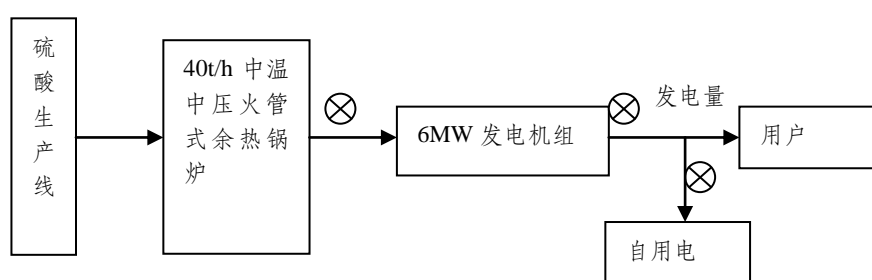 硫
酸
生
产
线
40t/h 中温
中压火管
式余热锅
炉
6MW 发电机组
发电量
用户
自用电